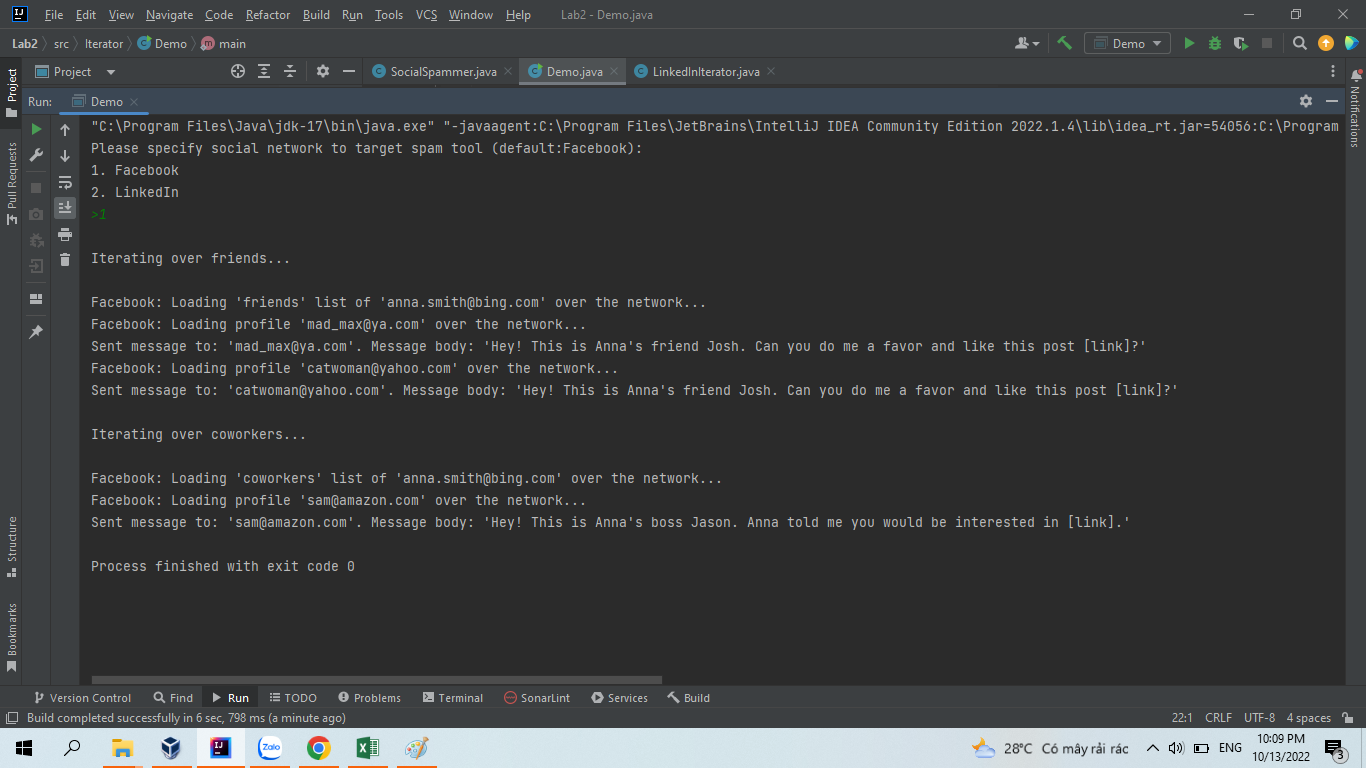 File Edit View Navigate Code Refactor Build Run Tools VCS Window Help Lab2 - Demo.java
Lab2 src Iterator Demo main Demo
Project SocialSpammer.java Demo.java LinkedInIterator.java
Run: Demo
"C:\Program Files\Java\jdk-17\bin\java.exe" "-javaagent:C:\Program Files\JetBrains\IntelliJ IDEA Community Edition 2022.1.4\lib\idea_rt.jar=54056:C:\Program
Please specify social network to target spam tool (default:Facebook):
1. Facebook
2. LinkedIn
>1
Iterating over friends...
Facebook: Loading 'friends' list of 'anna.smith@bing.com' over the network...
Facebook: Loading profile 'mad_max@ya.com' over the network...
Sent message to: 'mad_max@ya.com'. Message body: 'Hey! This is Anna's friend Josh. Can you do me a favor and like this post [link]?'
Facebook: Loading profile 'catwoman@yahoo.com' over the network...
Sent message to: 'catwoman@yahoo.com'. Message body: 'Hey! This is Anna's friend Josh. Can you do me a favor and like this post [link]?'
Iterating over coworkers...
Facebook: Loading 'coworkers' list of 'anna.smith@bing.com' over the network...
Facebook: Loading profile 'sam@amazon.com' over the network...
Sent message to: 'sam@amazon.com'. Message body: 'Hey! This is Anna's boss Jason. Anna told me you would be interested in [link].'
Process finished with exit code 0
Project
Pull Requests
Structure
Bookmarks
Notifications
Version Control Find Run TODO Problems Terminal SonarLint Services Build
Build completed successfully in 6 sec, 798 ms (a minute ago) 22:1 CRLF UTF-8 4 spaces
Zalo 28°C Có mây rải rác ENG 10:09 PM
10/13/2022 3